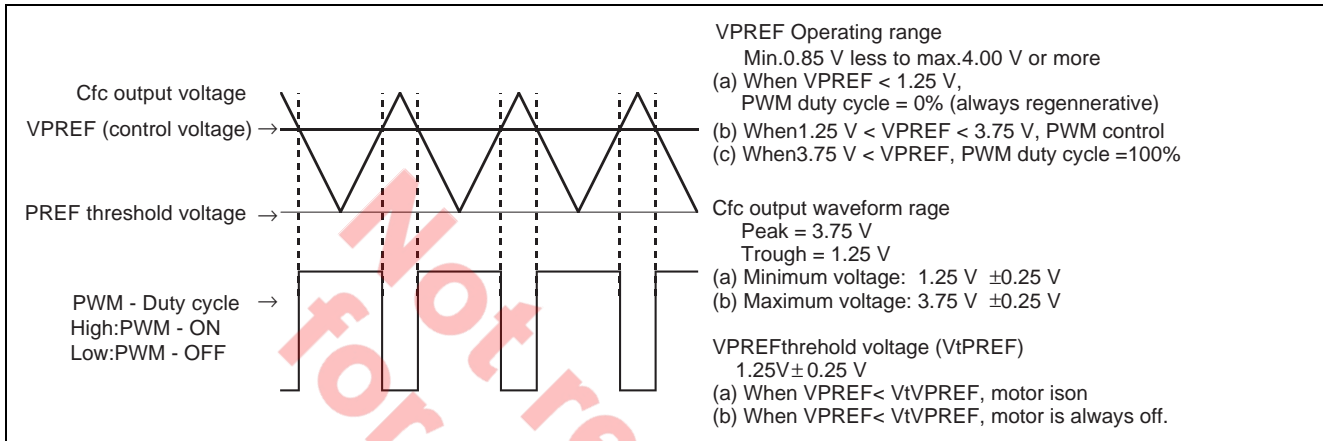 Cfc output voltage
VPREF (control voltage) →
PREF threshold voltage →
PWM - Duty cycle →
High:PWM - ON
Low:PWM - OFF
VPREF Operating range
Min.0.85 V less to max.4.00 V or more
(a) When VPREF < 1.25 V,
PWM duty cycle = 0% (always regennerative)
(b) When1.25 V < VPREF < 3.75 V, PWM control
(c) When3.75 V < VPREF, PWM duty cycle =100%
Cfc output waveform rage
Peak = 3.75 V
Trough = 1.25 V
(a) Minimum voltage: 1.25 V ±0.25 V
(b) Maximum voltage: 3.75 V ±0.25 V
VPREFthrehold voltage (VtPREF)
1.25V± 0.25 V
(a) When VPREF< VtVPREF, motor ison
(b) When VPREF< VtVPREF, motor is always off.
Not re
for